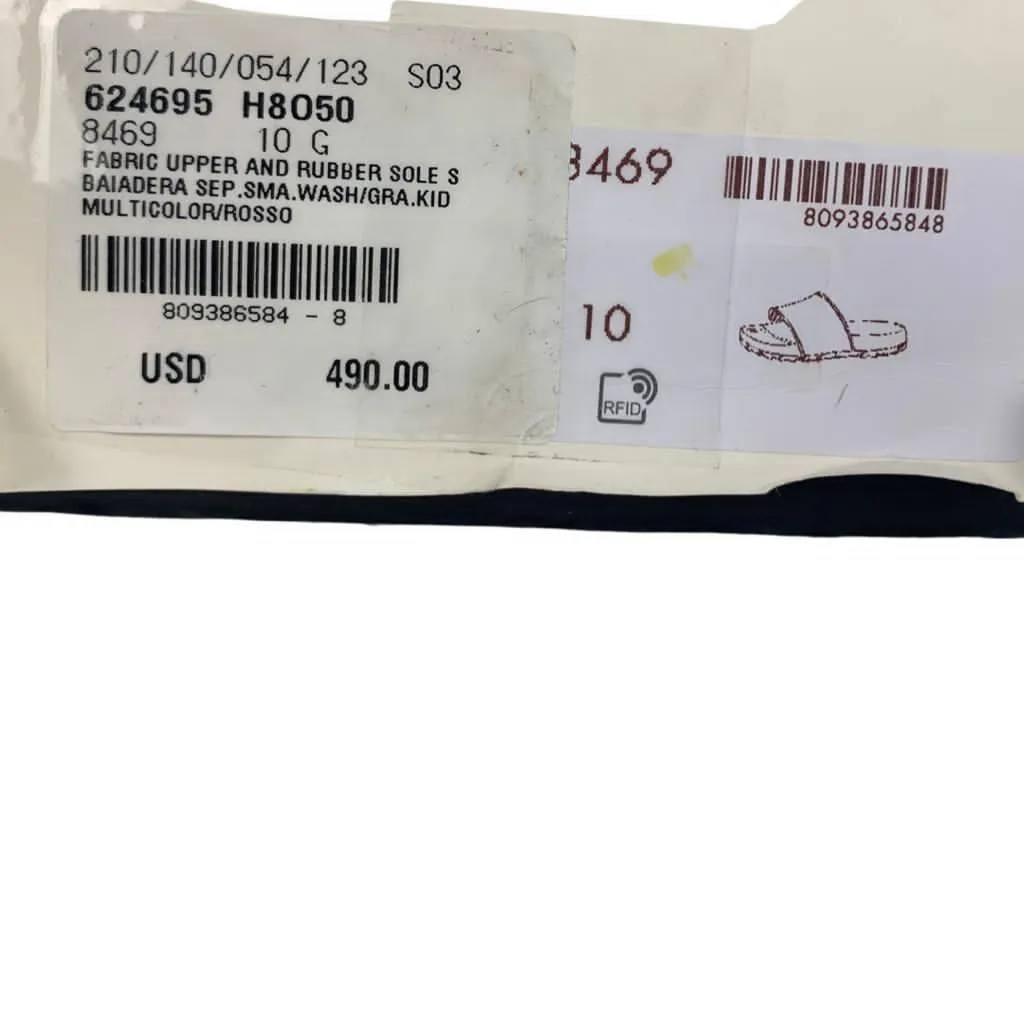 210/140/054/123 S03
624695 H8O50
8469 10 G
FABRIC UPPER AND RUBBER SOLE S
BAIADERA SEP.SMA.WASH/GRA.KID
MULTICOLOR/ROSSO
809386584 - 8
USD 490.00
8469
8093865848
10
RFID